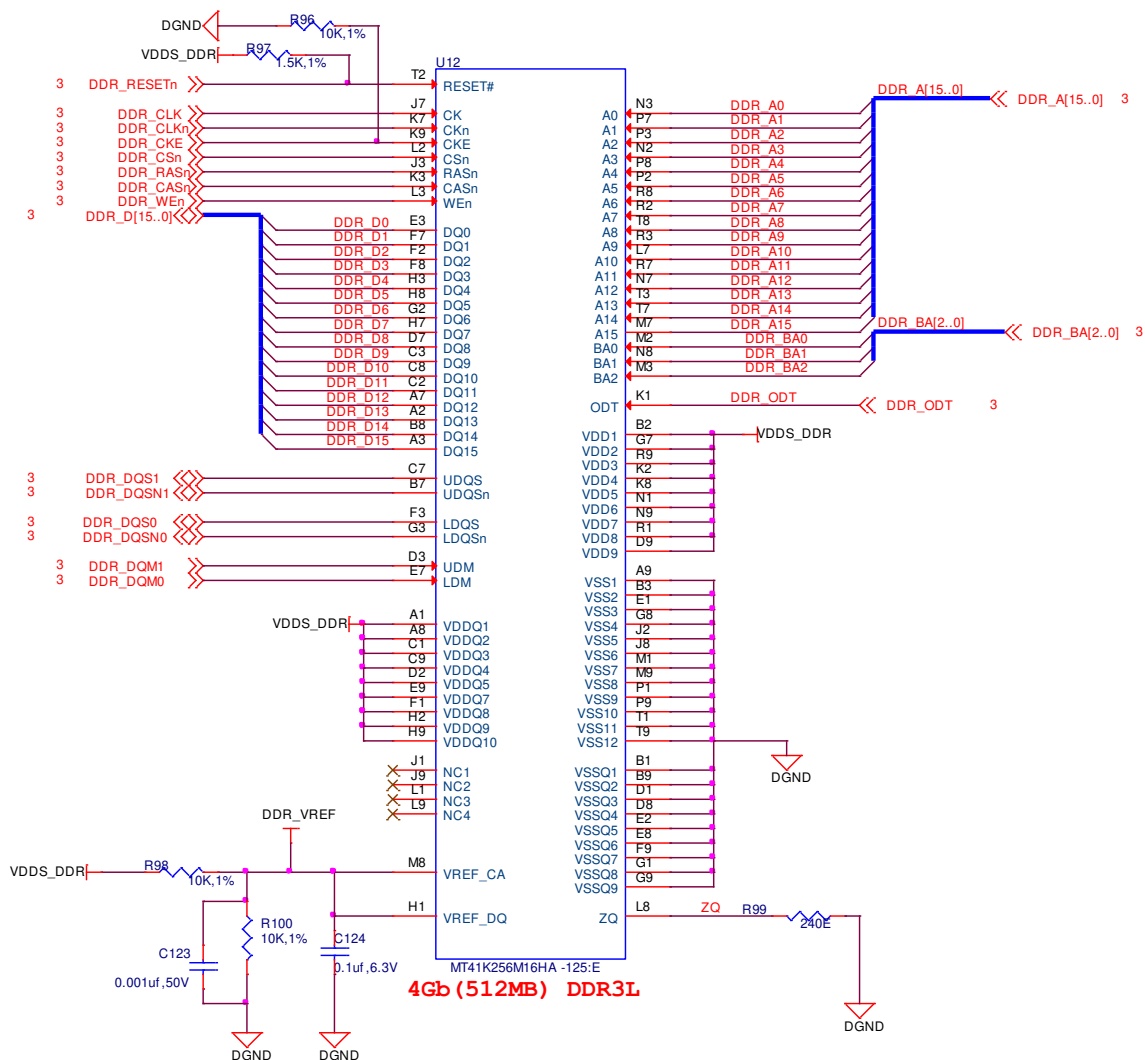 DGND
R96
10K,1%
VDDS_DDR
R97
1.5K,1%
U12
3 DDR_RESETn T2 RESET#
3 DDR_CLK J7 CK
3 DDR_CLKn K7 CKn
3 DDR_CKE K9 CKE
3 DDR_CSn L2 CSn
3 DDR_RASn J3 RASn
3 DDR_CASn K3 CASn
3 DDR_WEn L3 WEn
3 DDR_D[15..0]
DDR_D0 E3 DQ0
DDR_D1 F7 DQ1
DDR_D2 F2 DQ2
DDR_D3 F8 DQ3
DDR_D4 H3 DQ4
DDR_D5 H8 DQ5
DDR_D6 G2 DQ6
DDR_D7 H7 DQ7
DDR_D8 D7 DQ8
DDR_D9 C3 DQ9
DDR_D10 C8 DQ10
DDR_D11 C2 DQ11
DDR_D12 A7 DQ12
DDR_D13 A2 DQ13
DDR_D14 B8 DQ14
DDR_D15 A3 DQ15
3 DDR_DQS1 C7 UDQS
3 DDR_DQSN1 B7 UDQSn
3 DDR_DQS0 F3 LDQS
3 DDR_DQSN0 G3 LDQSn
3 DDR_DQM1 D3 UDM
3 DDR_DQM0 E7 LDM
VDDS_DDR A1 VDDQ1
A8 VDDQ2
C1 VDDQ3
C9 VDDQ4
D2 VDDQ5
E9 VDDQ7
F1 VDDQ8
H2 VDDQ9
H9 VDDQ10
J1 NC1
J9 NC2
L1 NC3
L9 NC4
DDR_VREF
VDDS_DDR R98 10K,1% M8 VREF_CA
H1 VREF_DQ
R100
10K,1%
C123
0.001uf,50V
C124
0.1uf,6.3V
DGND
DGND
A0 N3 DDR_A0
A1 P7 DDR_A1
A2 P3 DDR_A2
A3 N2 DDR_A3
A4 P8 DDR_A4
A5 P2 DDR_A5
A6 R8 DDR_A6
A7 R2 DDR_A7
A8 T8 DDR_A8
A9 R3 DDR_A9
A10 L7 DDR_A10
A11 R7 DDR_A11
A12 N7 DDR_A12
A13 T3 DDR_A13
A14 T7 DDR_A14
A15 M7 DDR_A15
DDR_A[15..0] DDR_A[15..0] 3
BA0 M2 DDR_BA0
BA1 N8 DDR_BA1
BA2 M3 DDR_BA2
DDR_BA[2..0] DDR_BA[2..0] 3
ODT K1 DDR_ODT DDR_ODT 3
VDD1 B2 VDDS_DDR
VDD2 G7
VDD3 R9
VDD4 K2
VDD5 K8
VDD6 N1
VDD7 N9
VDD8 R1
VDD9 D9
VSS1 A9
VSS2 B3
VSS3 E1
VSS4 G8
VSS5 J2
VSS6 J8
VSS7 M1
VSS8 M9
VSS9 P1
VSS10 P9
VSS11 T1
VSS12 T9
DGND
VSSQ1 B1
VSSQ2 B9
VSSQ3 D1
VSSQ4 D8
VSSQ5 E2
VSSQ6 E8
VSSQ7 F9
VSSQ8 G1
VSSQ9 G9
ZQ L8 ZQ R99
240E
DGND
MT41K256M16HA -125:E
4Gb(512MB) DDR3L